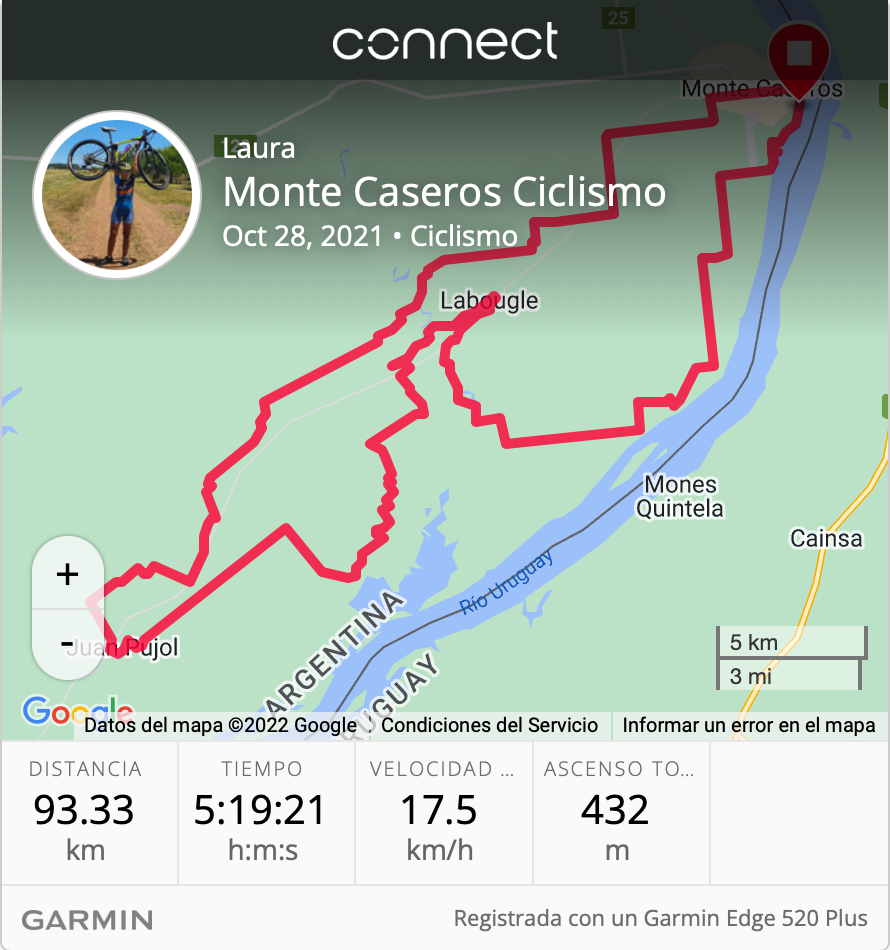 connect
25
Monte Caseros
129
Laura
Monte Caseros Ciclismo
Oct 28, 2021 • Ciclismo
Labougle
Mones
Quintela
Cainsa
Río Uruguay
+
-
Juan Pujol
ARGENTINA
UGUAY
5 km
3 mi
Google
Datos del mapa ©2022 Google
Condiciones del Servicio
Informar un error en el mapa
DISTANCIA
93.33
km
TIEMPO
5:19:21
h:m:s
VELOCIDAD ...
17.5
km/h
ASCENSO TO...
432
m
GARMIN
Registrada con un Garmin Edge 520 Plus